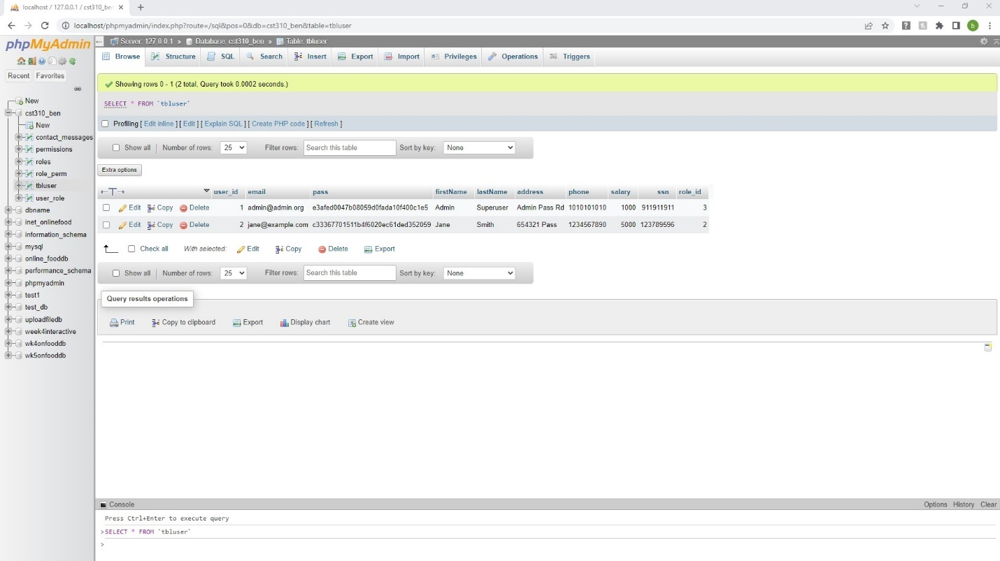 localhost / 127.0.0.1 / cst310_be
localhost/phpmyadmin/index.php?route=/sql&pos=0&db=cst310_ben&table=tbluser
b
phpMyAdmin
Recent Favorites
New
cst310_ben
New
contact_messages
permissions
roles
role_perm
tbluser
user_role
dbname
inet_onlinefood
information_schema
mysql
online_fooddb
performance_schema
phpmyadmin
test1
test_db
uploadfiledb
week4interactive
wk4onfooddb
wk5onfooddb
Server: 127.0.0.1 » Database: cst310_ben » Table: tbluser
Browse Structure SQL Search Insert Export Import Privileges Operations Triggers
Showing rows 0 - 1 (2 total, Query took 0.0002 seconds.)
SELECT * FROM `tbluser`
Profiling [ Edit inline ] [ Edit ] [ Explain SQL ] [ Create PHP code ] [ Refresh ]
Show all Number of rows: 25 Filter rows: Search this table Sort by key: None
Extra options
user_id email pass firstName lastName address phone salary ssn role_id
Edit Copy Delete 1 admin@admin.org e3afed0047b08059d0fada10f400c1e5 Admin Superuser Admin Pass Rd 1010101010 1000 911911911 3
Edit Copy Delete 2 jane@example.com c33367701511b4f6020ec61ded352059 Jane Smith 654321 Pass 1234567890 5000 123789596 2
Check all With selected: Edit Copy Delete Export
Show all Number of rows: 25 Filter rows: Search this table Sort by key: None
Query results operations
Print Copy to clipboard Export Display chart Create view
Console Options History Clear
Press Ctrl+Enter to execute query
>SELECT * FROM `tbluser`
>